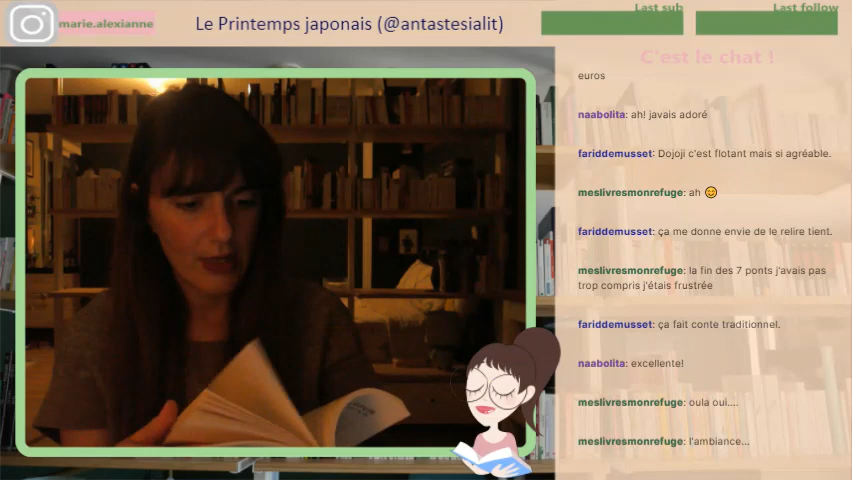 marie.alexianne
Le Printemps japonais (@antastesialit)
Last sub
Last follow
C'est le chat !
euros
naabolita: ah! javais adoré
fariddemusset: Dojoji c'est flotant mais si agréable.
meslivresmonrefuge: ah 😊
fariddemusset: ça me donne envie de le relire tient.
meslivresmonrefuge: la fin des 7 ponts j'avais pas
trop compris j'étais frustrée
fariddemusset: ça fait conte traditionnel.
naabolita: excellente!
meslivresmonrefuge: oula oui....
meslivresmonrefuge: l'ambiance...